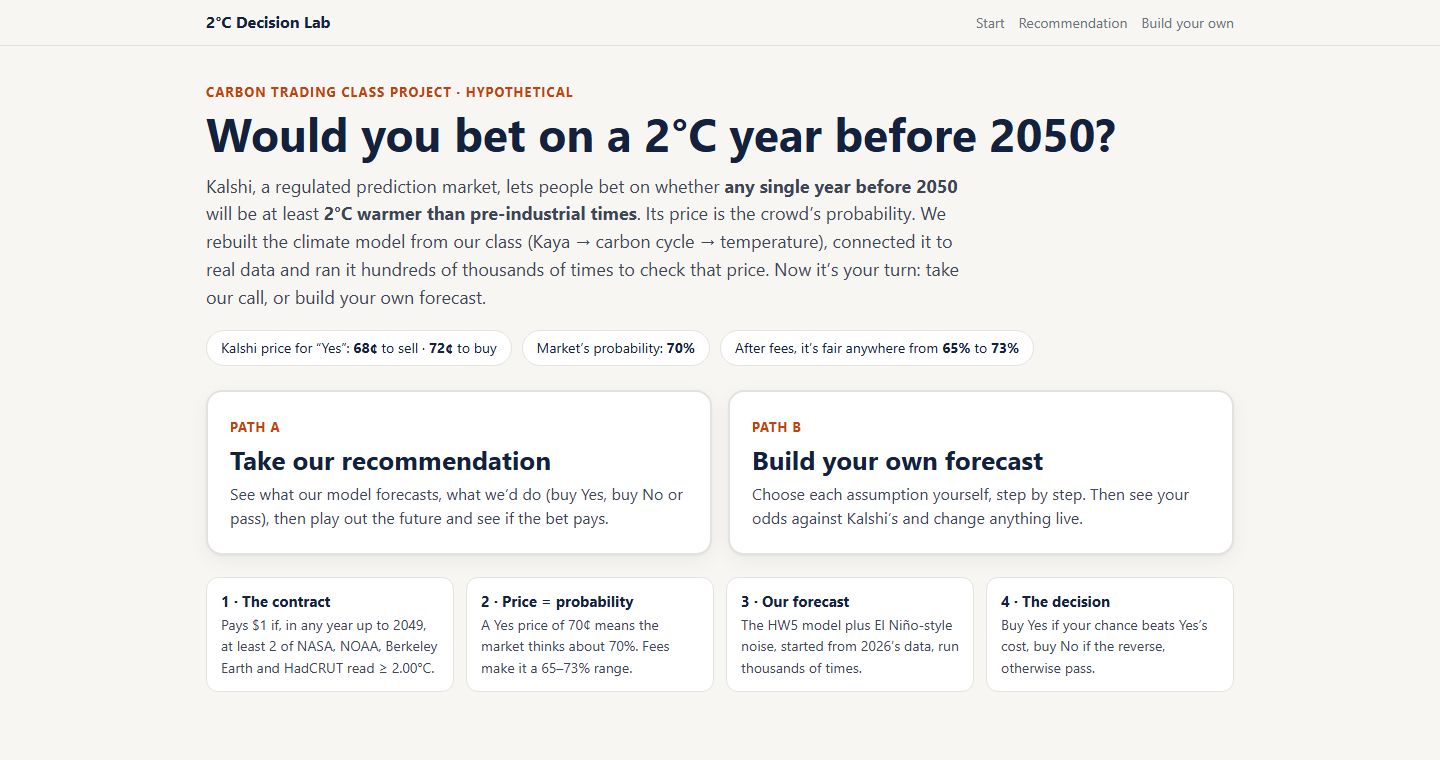 2°C Decision Lab
Start Recommendation Build your own
CARBON TRADING CLASS PROJECT · HYPOTHETICAL
Would you bet on a 2°C year before 2050?
Kalshi, a regulated prediction market, lets people bet on whether any single year before 2050
will be at least 2°C warmer than pre-industrial times. Its price is the crowd’s probability. We
rebuilt the climate model from our class (Kaya → carbon cycle → temperature), connected it to
real data and ran it hundreds of thousands of times to check that price. Now it’s your turn: take
our call, or build your own forecast.
Kalshi price for “Yes”: 68¢ to sell · 72¢ to buy
Market’s probability: 70%
After fees, it’s fair anywhere from 65% to 73%
PATH A
Take our recommendation
See what our model forecasts, what we’d do (buy Yes, buy No or
pass), then play out the future and see if the bet pays.
PATH B
Build your own forecast
Choose each assumption yourself, step by step. Then see your
odds against Kalshi’s and change anything live.
1 · The contract
Pays $1 if, in any year up to 2049,
at least 2 of NASA, NOAA, Berkeley
Earth and HadCRUT read ≥ 2.00°C.
2 · Price = probability
A Yes price of 70¢ means the
market thinks about 70%. Fees
make it a 65–73% range.
3 · Our forecast
The HW5 model plus El Niño-style
noise, started from 2026’s data, run
thousands of times.
4 · The decision
Buy Yes if your chance beats Yes’s
cost, buy No if the reverse,
otherwise pass.